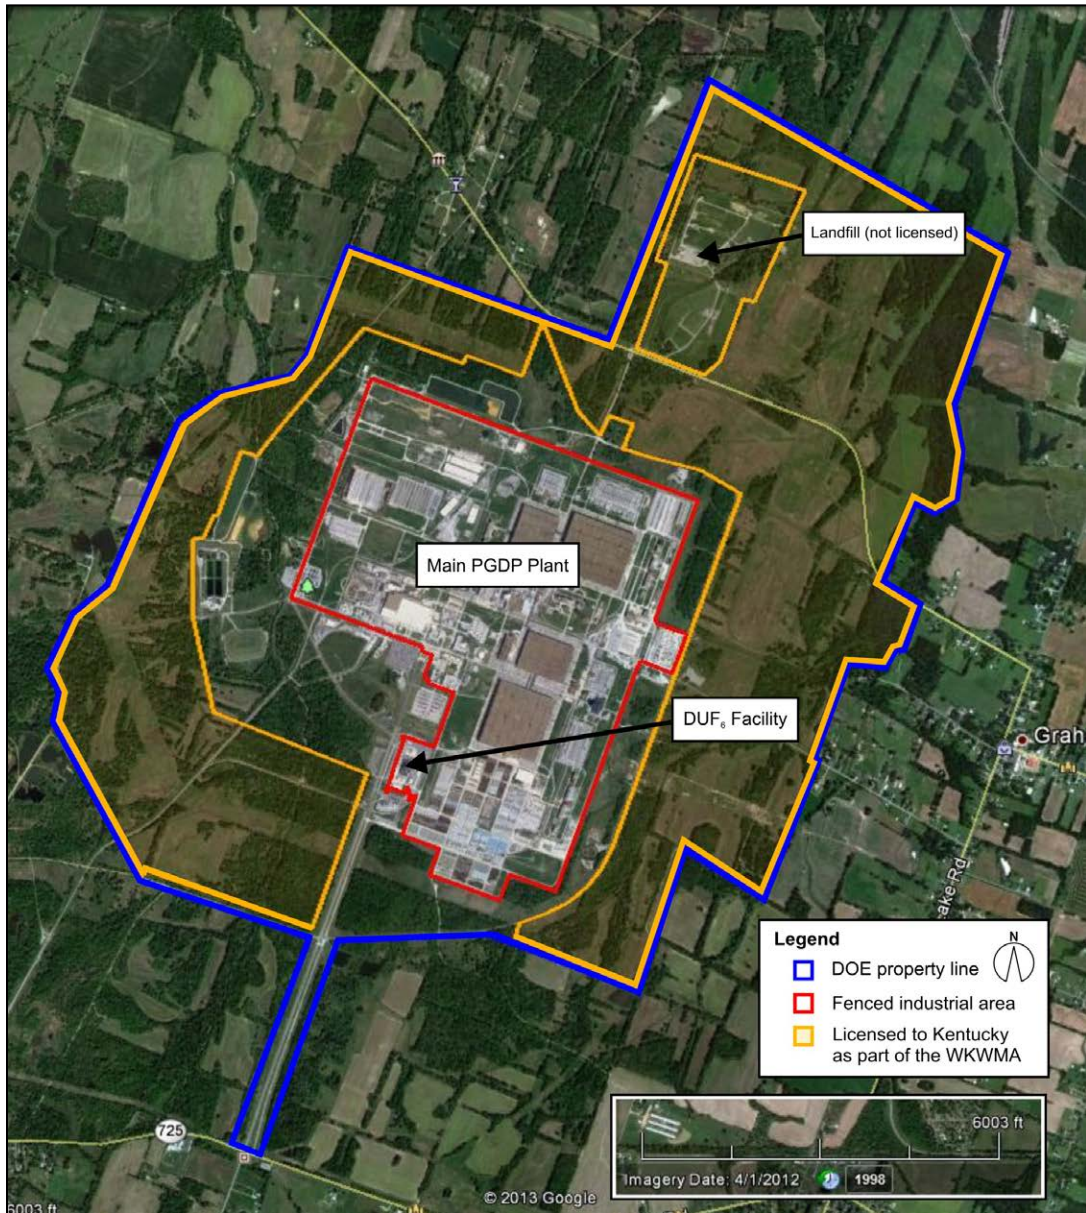 Landfill (not licensed)
Main PGDP Plant
DUF₆ Facility
Grah
ake Rd
Legend
N
DOE property line
Fenced industrial area
Licensed to Kentucky
as part of the WKWMA
725
6003 ft
Imagery Date: 4/1/2012
1998
© 2013 Google
6003 ft